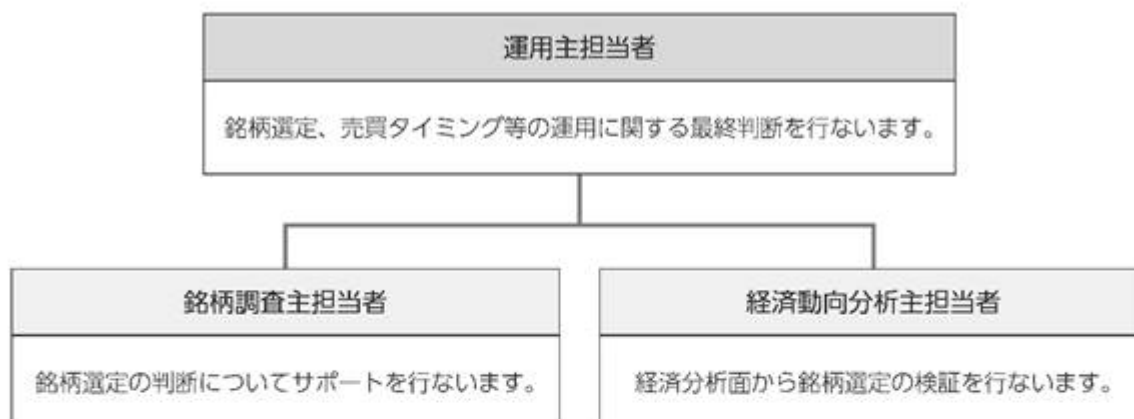 運用主担当者
銘柄選定、売買タイミング等の運用に関する最終判断を行ないます。
銘柄調査主担当者
銘柄選定の判断についてサポートを行ないます。
経済動向分析主担当者
経済分析面から銘柄選定の検証を行ないます。